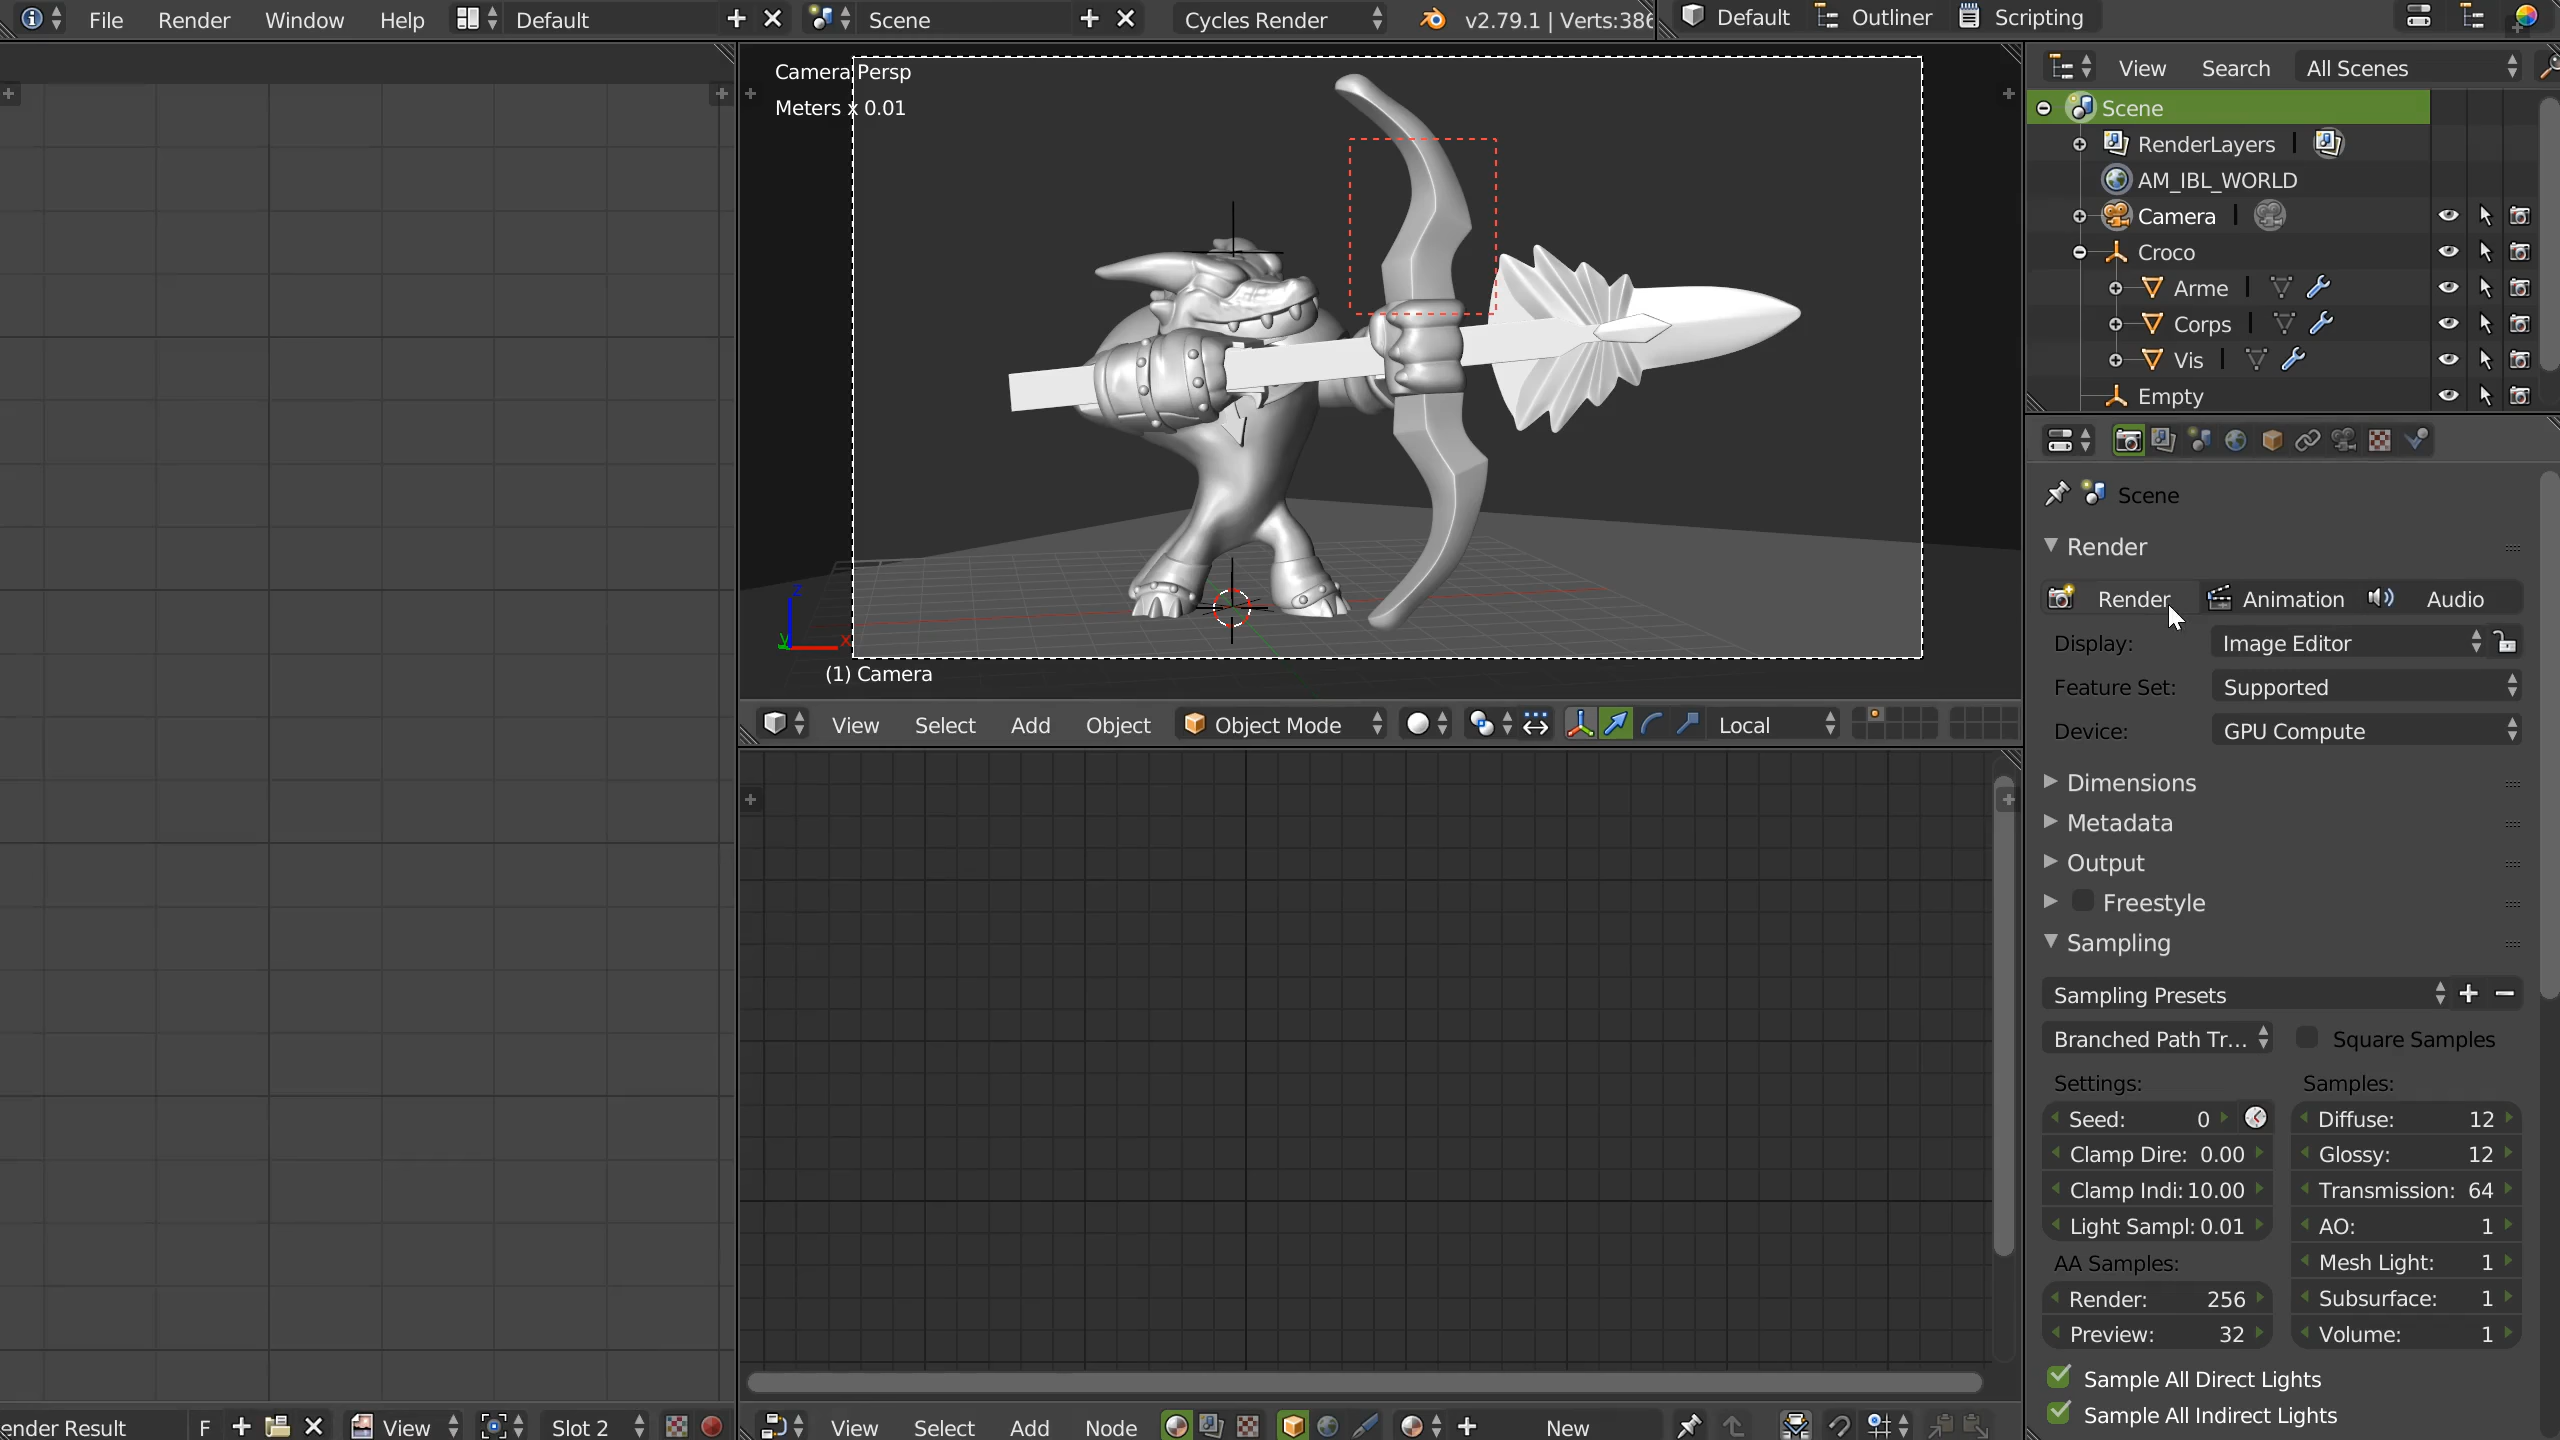 File Render Window Help Default Scene Cycles Render v2.79.1 | Verts:386 Default Outliner Scripting
Camera Persp
Meters x 0.01
(1) Camera
View Select Add Object Object Mode Local
View Search All Scenes
Scene
RenderLayers
AM_IBL_WORLD
Camera
Croco
Arme
Corps
Vis
Empty
Scene
Render
Render Animation Audio
Display: Image Editor
Feature Set: Supported
Device: GPU Compute
Dimensions
Metadata
Output
Freestyle
Sampling
Sampling Presets
Branched Path Tr... Square Samples
Settings: Samples:
Seed: 0 Diffuse: 12
Clamp Dire: 0.00 Glossy: 12
Clamp Indi: 10.00 Transmission: 64
Light Sampl: 0.01 AO: 1
AA Samples: Mesh Light: 1
Render: 256 Subsurface: 1
Preview: 32 Volume: 1
Sample All Direct Lights
Sample All Indirect Lights
ender Result F View Slot 2
View Select Add Node New
z
y
x